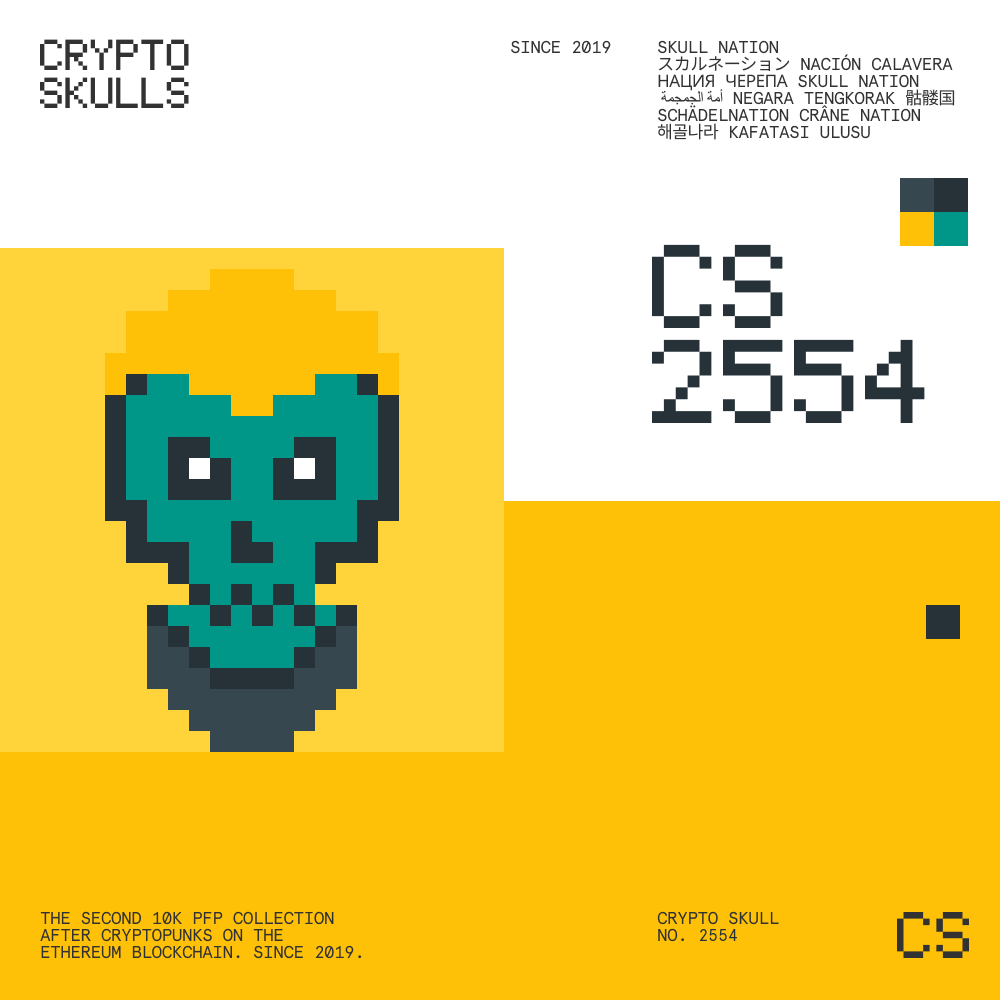 CRYPTO
SKULLS
SINCE 2019
SKULL NATION
スカルネーション NACIÓN CALAVERA
НАЦИЯ ЧЕРЕПА SKULL NATION
أمة الجمجمة NEGARA TENGKORAK 骷髅国
SCHÄDELNATION CRÂNE NATION
해골나라 KAFATASI ULUSU
CS
2554
THE SECOND 10K PFP COLLECTION
AFTER CRYPTOPUNKS ON THE
ETHEREUM BLOCKCHAIN. SINCE 2019.
CRYPTO SKULL
NO. 2554
CS